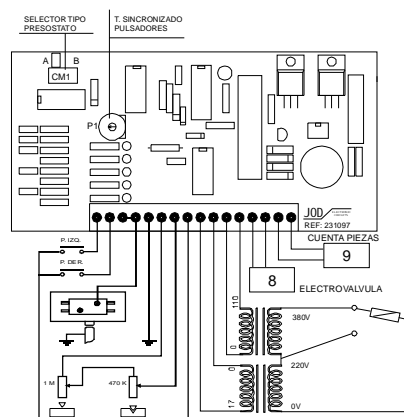 SELECTOR TIPO
PRESOSTATO
T. SINCRONIZADO
PULSADORES
A
B
CM1
P1
JOD
REF: 231097
P. IZQ.
P. DER.
CUENTA PIEZAS
9
8
ELECTROVALVULA
110
0
380V
220V
0
17
0V
1 M
470 K